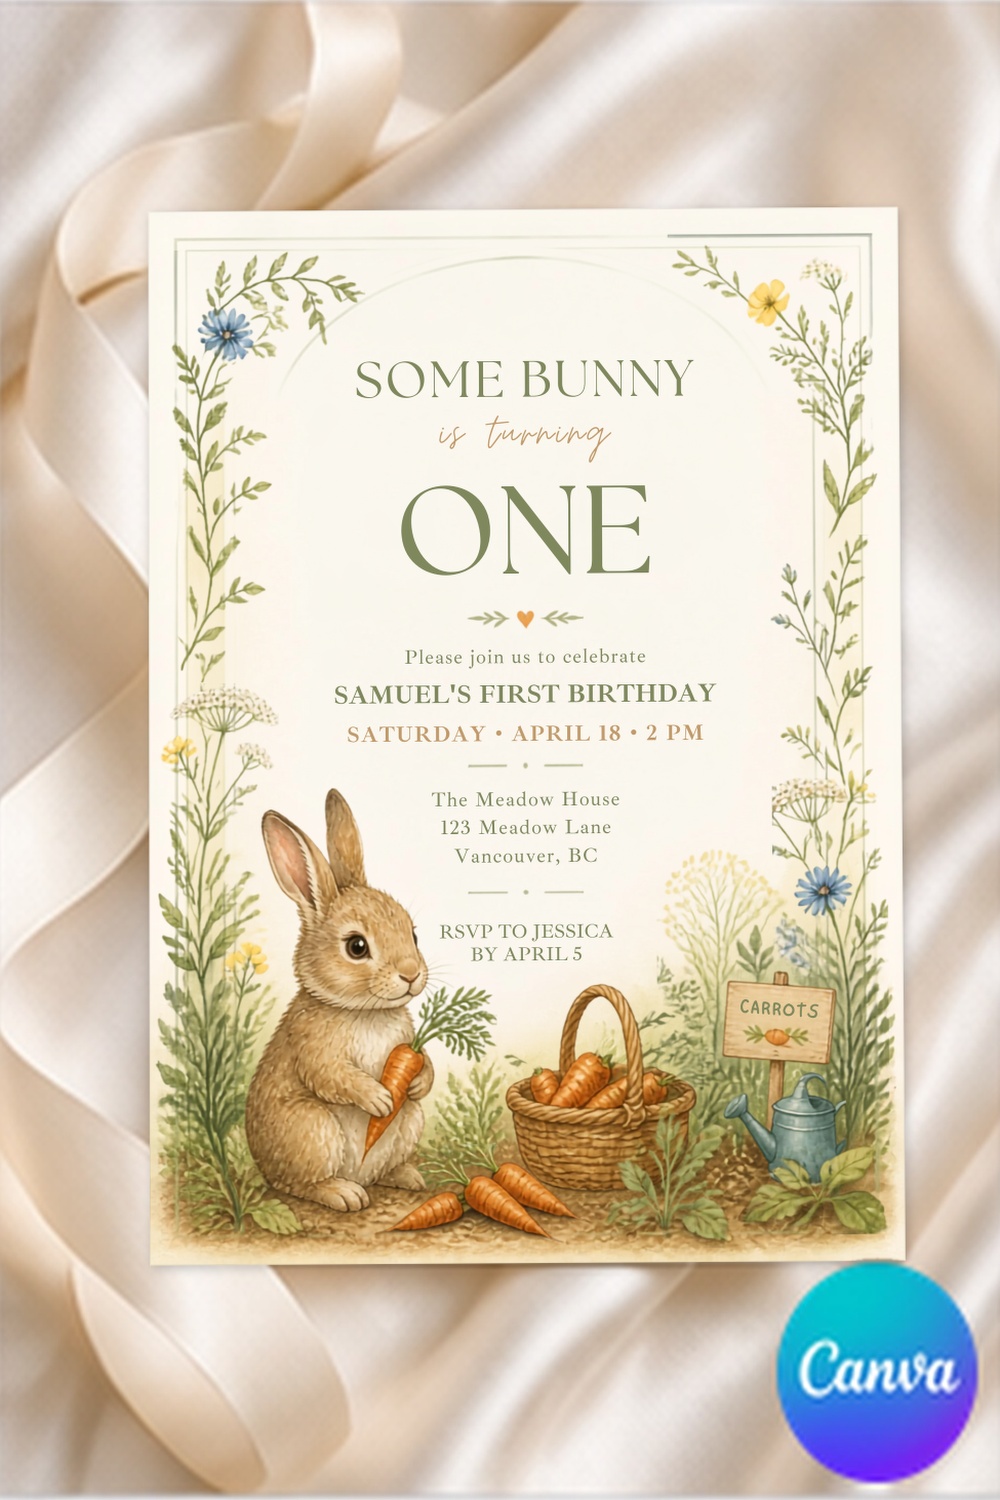 SOME BUNNY
is turning
ONE
Please join us to celebrate
SAMUEL'S FIRST BIRTHDAY
SATURDAY • APRIL 18 • 2 PM
The Meadow House
123 Meadow Lane
Vancouver, BC
RSVP TO JESSICA
BY APRIL 5
CARROTS
Canva